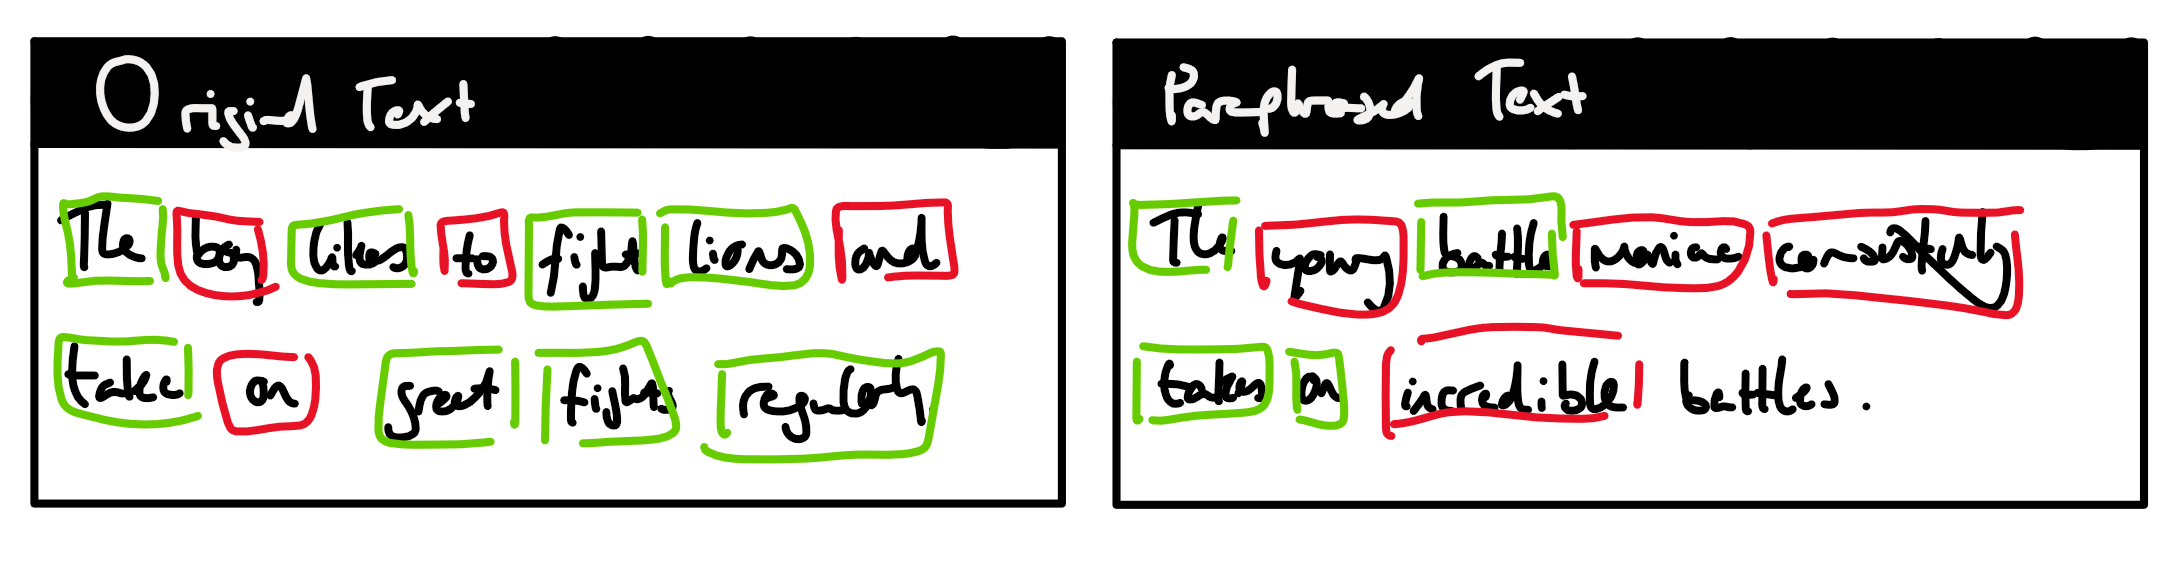 Original Text
The boy likes to fight lions and
takes on great fights regularly.
Paraphrased Text
The young battle maniac consistently
takes on incredible battles.